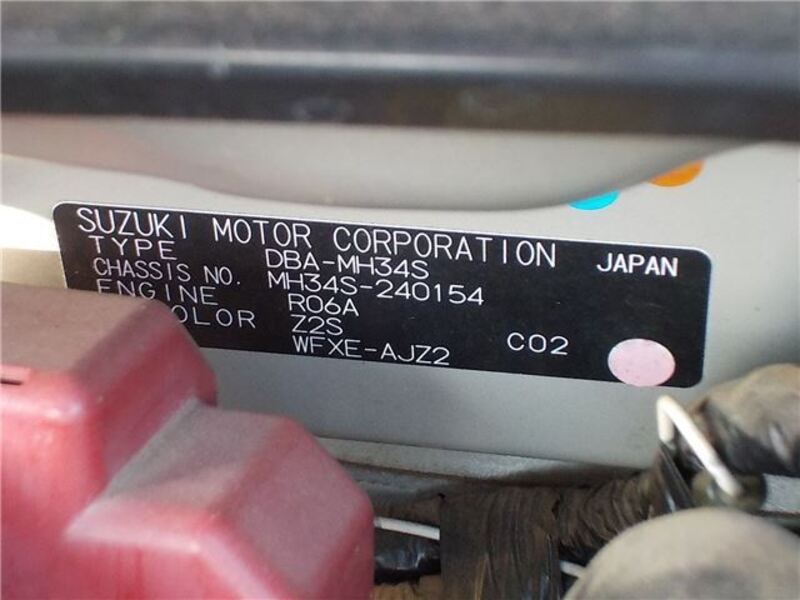 SUZUKI MOTOR CORPORATION JAPAN
TYPE DBA-MH34S
CHASSIS NO. MH34S-240154
ENGINE R06A
COLOR Z2S
WFXE-AJZ2 C02